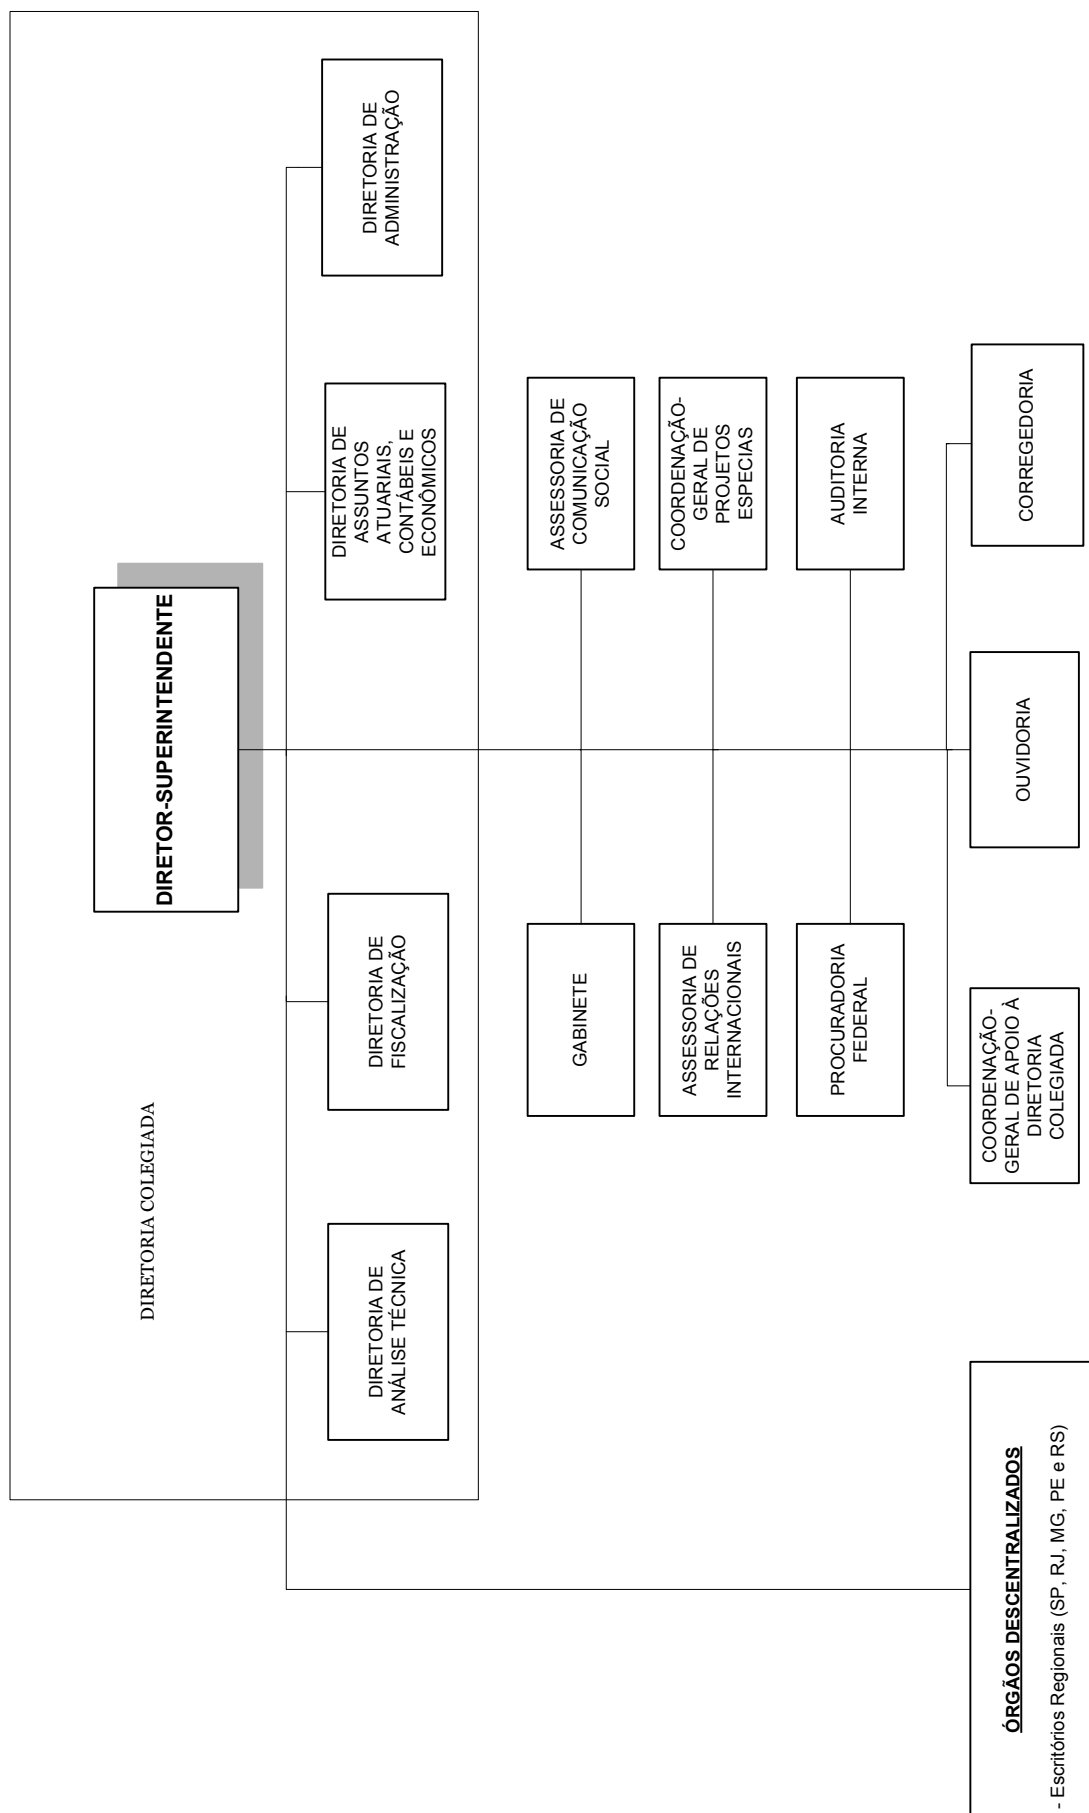 DIRETORIA COLEGIADA
DIRETOR-SUPERINTENDENTE
DIRETORIA DE
ANÁLISE TÉCNICA
DIRETORIA DE
FISCALIZAÇÃO
DIRETORIA DE
ASSUNTOS
ATUARIAIS,
CONTÁBEIS E
ECONÔMICOS
DIRETORIA DE
ADMINISTRAÇÃO
GABINETE
ASSESSORIA DE
COMUNICAÇÃO
SOCIAL
ASSESSORIA DE
RELAÇÕES
INTERNACIONAIS
COORDENAÇÃO-
GERAL DE
PROJETOS
ESPECIAS
PROCURADORIA
FEDERAL
AUDITORIA
INTERNA
ÓRGÃOS DESCENTRALIZADOS
- Escritórios Regionais (SP, RJ, MG, PE e RS)
COORDENAÇÃO-
GERAL DE APOIO À
DIRETORIA
COLEGIADA
OUVIDORIA
CORREGEDORIA